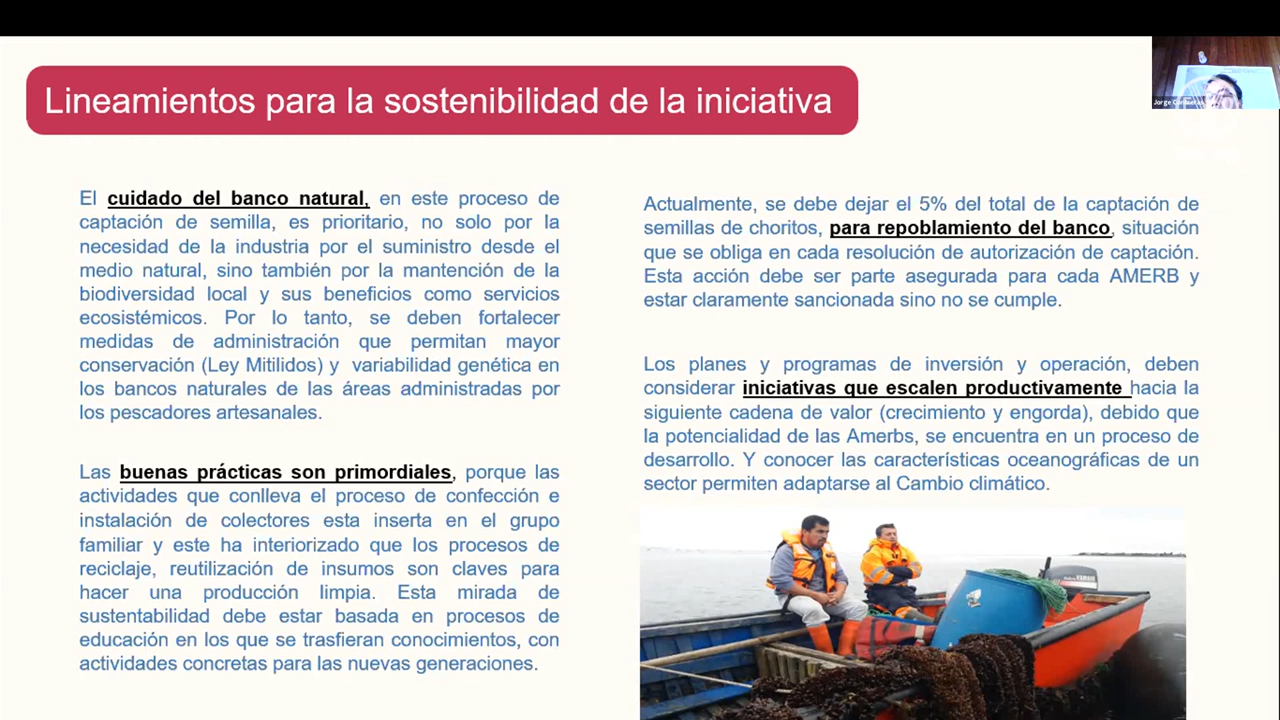 Lineamientos para la sostenibilidad de la iniciativa
Jorge
El cuidado del banco natural, en este proceso de
captación de semilla, es prioritario, no solo por la
necesidad de la industria por el suministro desde el
medio natural, sino también por la mantención de la
biodiversidad local y sus beneficios como servicios
ecosistémicos. Por lo tanto, se deben fortalecer
medidas de administración que permitan mayor
conservación (Ley Mitilidos) y variabilidad genética en
los bancos naturales de las áreas administradas por
los pescadores artesanales.
Las buenas prácticas son primordiales, porque las
actividades que conlleva el proceso de confección e
instalación de colectores esta inserta en el grupo
familiar y este ha interiorizado que los procesos de
reciclaje, reutilización de insumos son claves para
hacer una producción limpia. Esta mirada de
sustentabilidad debe estar basada en procesos de
educación en los que se trasfieran conocimientos, con
actividades concretas para las nuevas generaciones.
Actualmente, se debe dejar el 5% del total de la captación de
semillas de choritos, para repoblamiento del banco, situación
que se obliga en cada resolución de autorización de captación.
Esta acción debe ser parte asegurada para cada AMERB y
estar claramente sancionada sino no se cumple.
Los planes y programas de inversión y operación, deben
considerar iniciativas que escalen productivamente hacia la
siguiente cadena de valor (crecimiento y engorda), debido que
la potencialidad de las Amerbs, se encuentra en un proceso de
desarrollo. Y conocer las características oceanográficas de un
sector permiten adaptarse al Cambio climático.